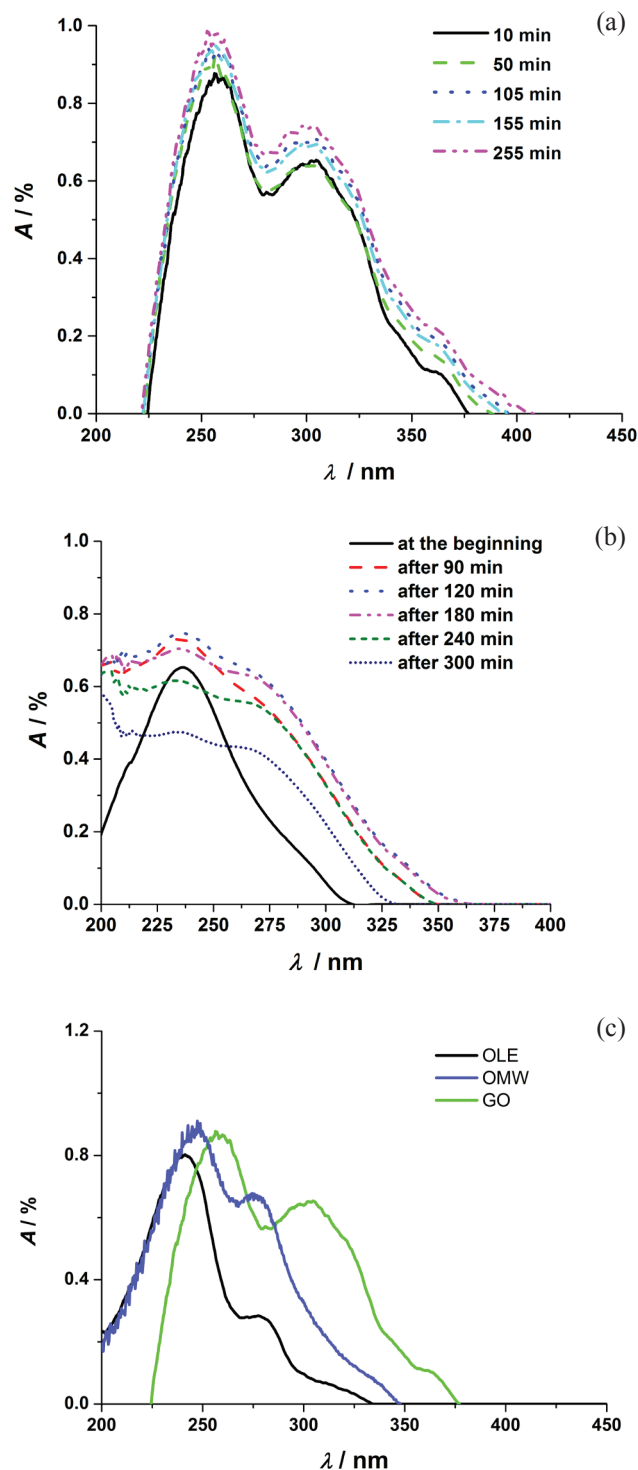 (a)
1.0
0.8
0.6
0.4
0.2
0.0
A / %
10 min
50 min
105 min
155 min
255 min
200 250 300 350 400 450
λ / nm
(b)
1.0
0.8
0.6
0.4
0.2
0.0
A / %
at the beginning
after 90 min
after 120 min
after 180 min
after 240 min
after 300 min
200 225 250 275 300 325 350 375 400
λ / nm
(c)
1.2
0.8
0.4
0.0
A / %
OLE
OMW
GO
200 250 300 350 400 450
λ / nm